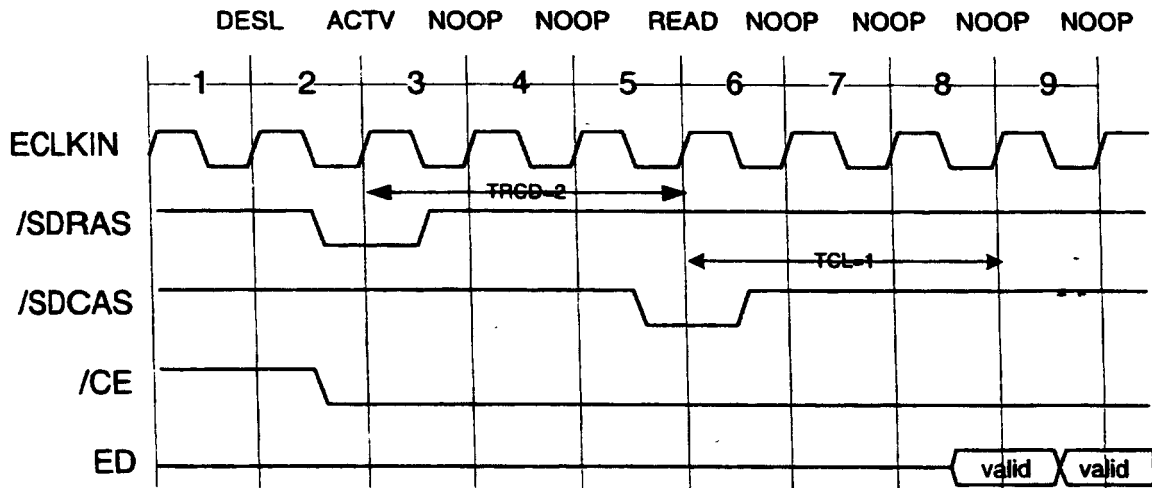 DESL ACTV NOOP NOOP READ NOOP NOOP NOOP NOOP
1 2 3 4 5 6 7 8 9
ECLKIN
TRCD=2
/SDRAS
TCL=1
/SDCAS
/CE
ED valid valid